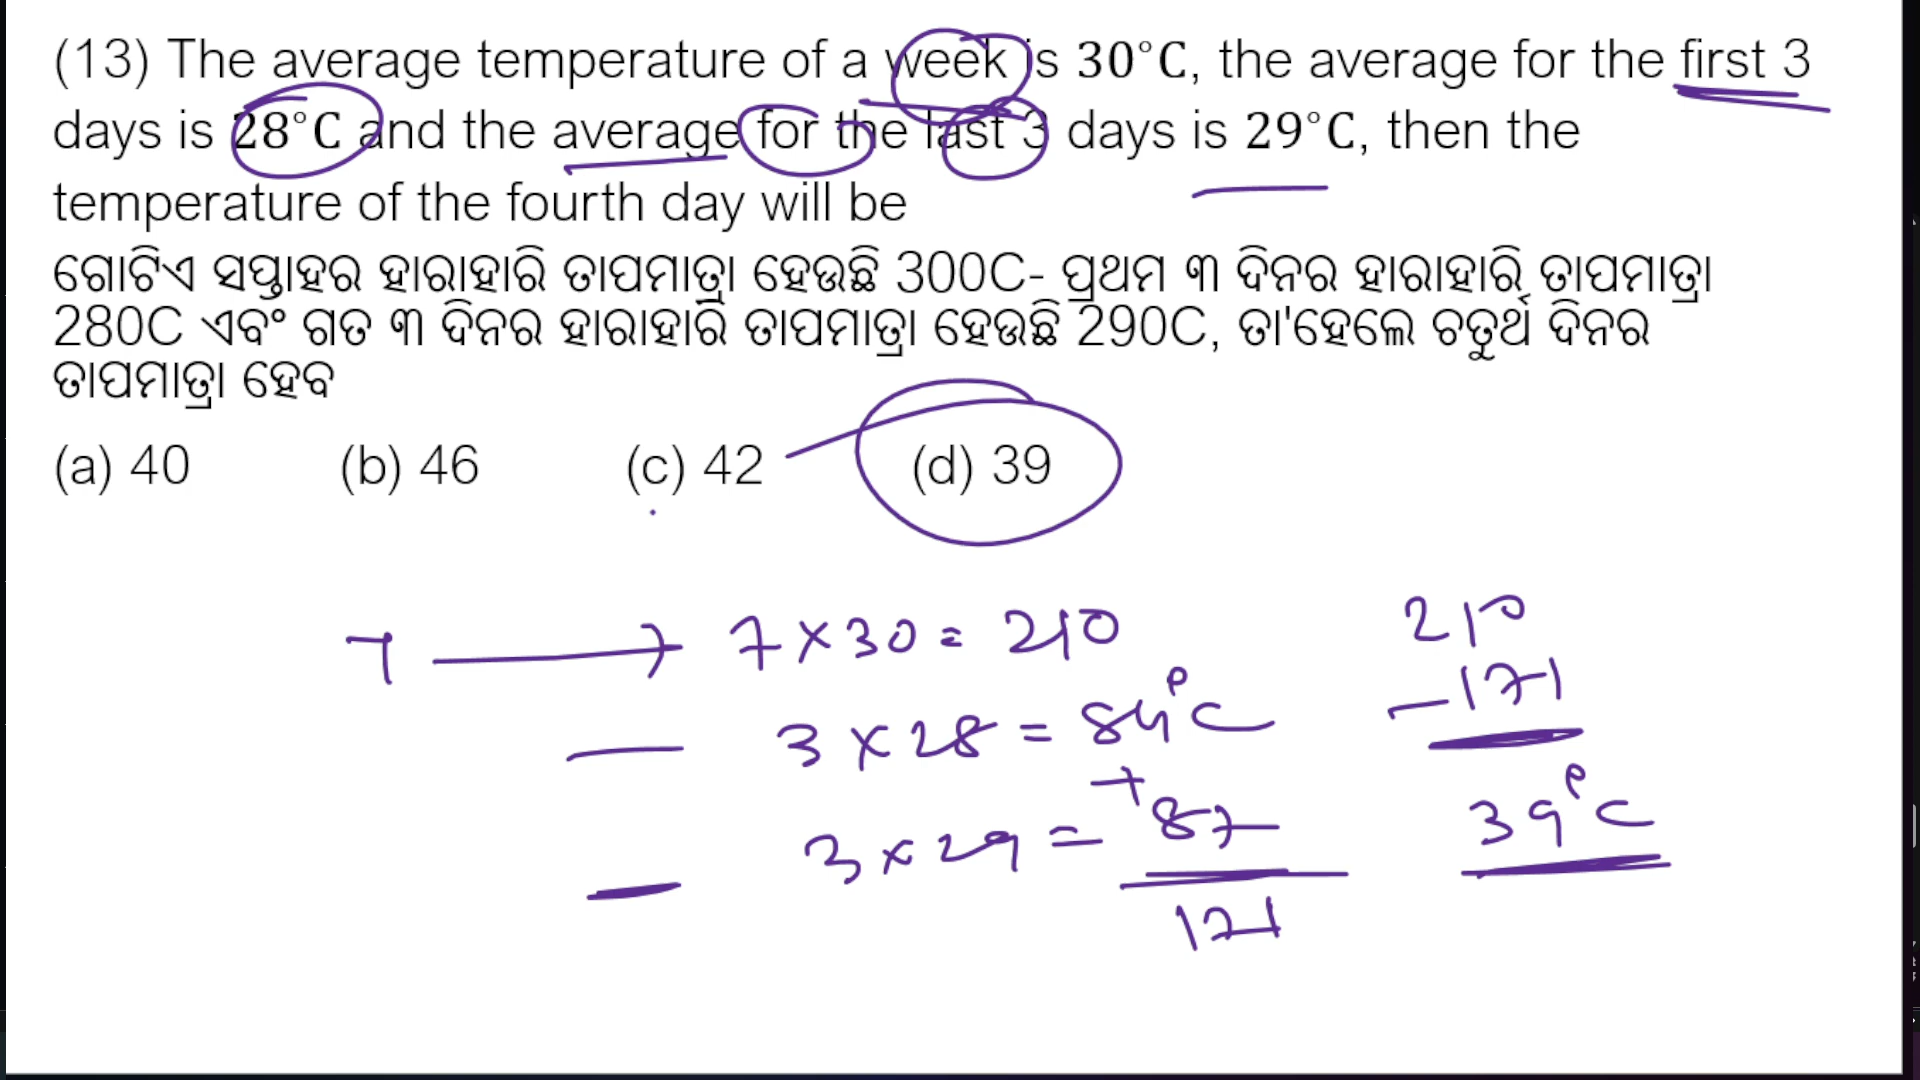 (13) The average temperature of a week is 30°C, the average for the first 3
days is 28°C and the average for the last 3 days is 29°C, then the
temperature of the fourth day will be
ଗୋଟିଏ ସପ୍ତାହର ହାରାହାରି ତାପମାତ୍ରା ହେଉଛି 300C- ପ୍ରଥମ ୩ ଦିନର ହାରାହାରି ତାପମାତ୍ରା
280C ଏବଂ ଗତ ୩ ଦିନର ହାରାହାରି ତାପମାତ୍ରା ହେଉଛି 290C, ତା'ହେଲେ ଚତୁର୍ଥ ଦିନର
ତାପମାତ୍ରା ହେବ
(a) 40 (b) 46 (c) 42 (d) 39
7 → 7 × 30 = 210
3 × 28 = 84°C
3 × 29 = +87
171
210
-171
39°C